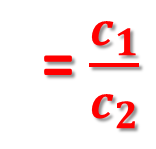 = c₁/c₂